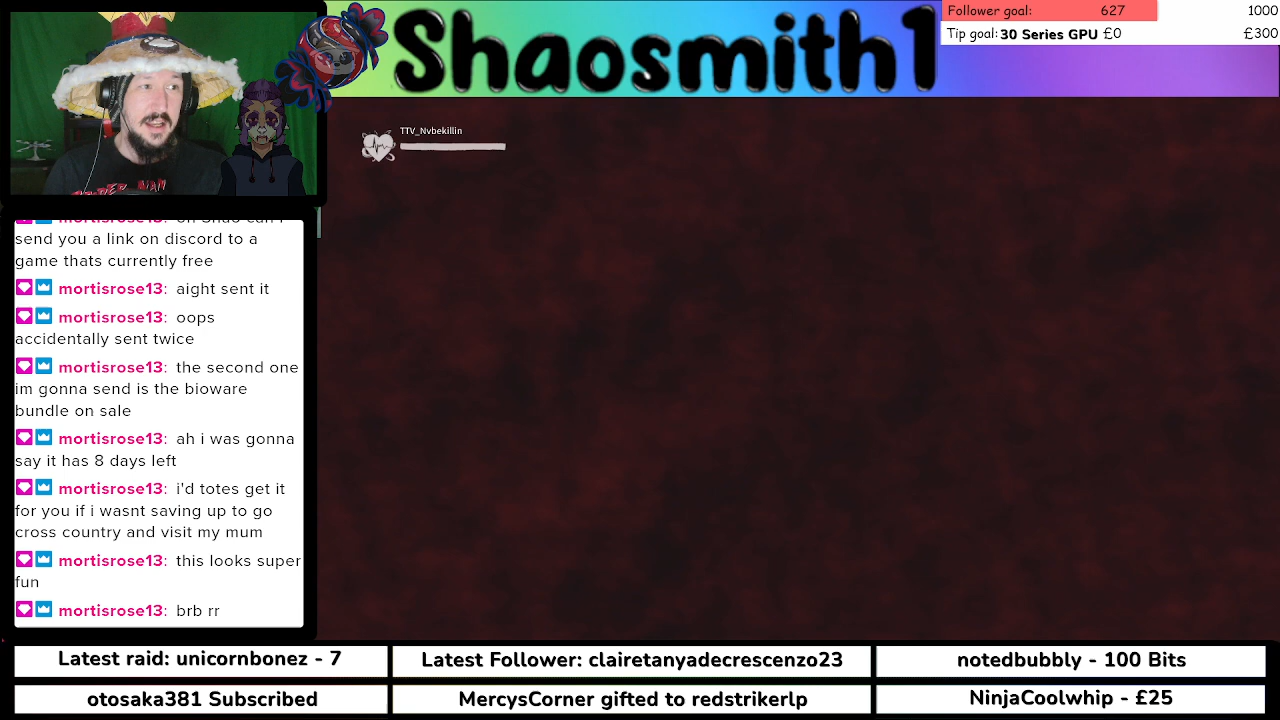 Shaosmith1
Follower goal: 627 1000
Tip goal: 30 Series GPU £0 £300
TTV_Nvbekillin
send you a link on discord to a
game thats currently free
mortisrose13: aight sent it
mortisrose13: oops
accidentally sent twice
mortisrose13: the second one
im gonna send is the bioware
bundle on sale
mortisrose13: ah i was gonna
say it has 8 days left
mortisrose13: i'd totes get it
for you if i wasnt saving up to go
cross country and visit my mum
mortisrose13: this looks super
fun
mortisrose13: brb rr
Latest raid: unicornbonez - 7
Latest Follower: clairetanyadecrescenzo23
notedbubbly - 100 Bits
otosaka381 Subscribed
MercysCorner gifted to redstrikerlp
NinjaCoolwhip - £25